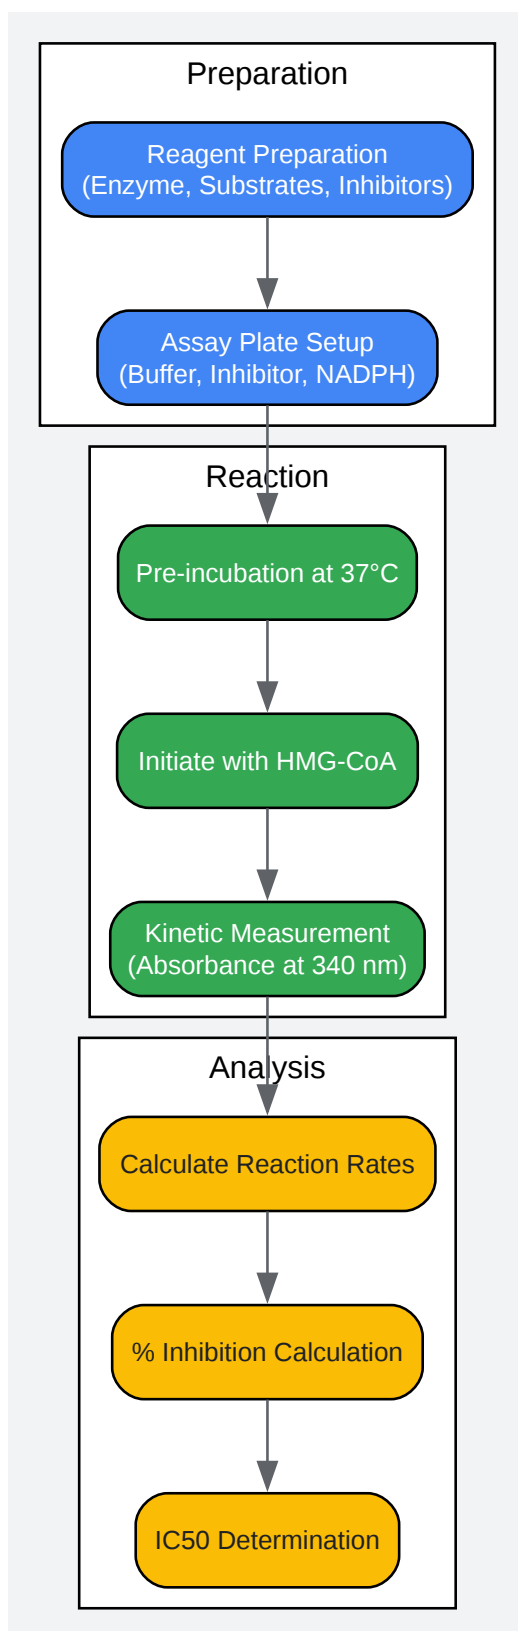 Preparation
Reagent Preparation
(Enzyme, Substrates, Inhibitors)
Assay Plate Setup
(Buffer, Inhibitor, NADPH)
Reaction
Pre-incubation at 37°C
Initiate with HMG-CoA
Kinetic Measurement
(Absorbance at 340 nm)
Analysis
Calculate Reaction Rates
% Inhibition Calculation
IC50 Determination